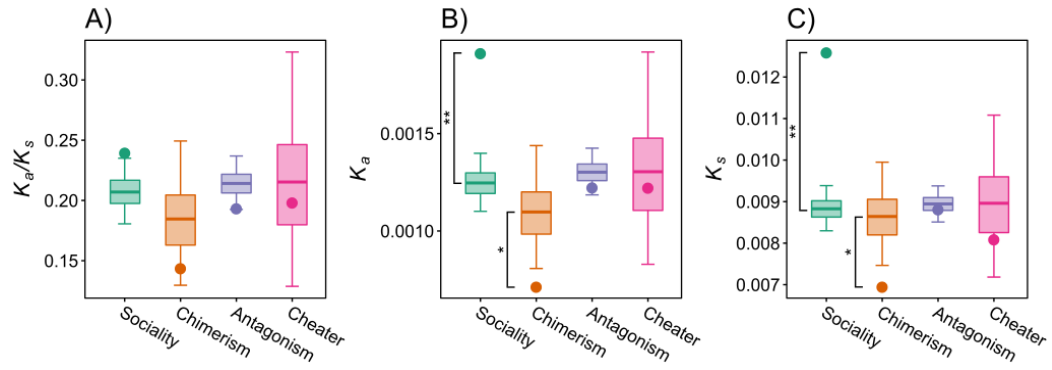 A)
Ka/Ks
0.30
0.25
0.20
0.15
Sociality
Chimerism
Antagonism
Cheater
B)
Ka
0.0015
0.0010
**
*
Sociality
Chimerism
Antagonism
Cheater
C)
Ks
0.012
0.011
0.010
0.009
0.008
0.007
**
*
Sociality
Chimerism
Antagonism
Cheater